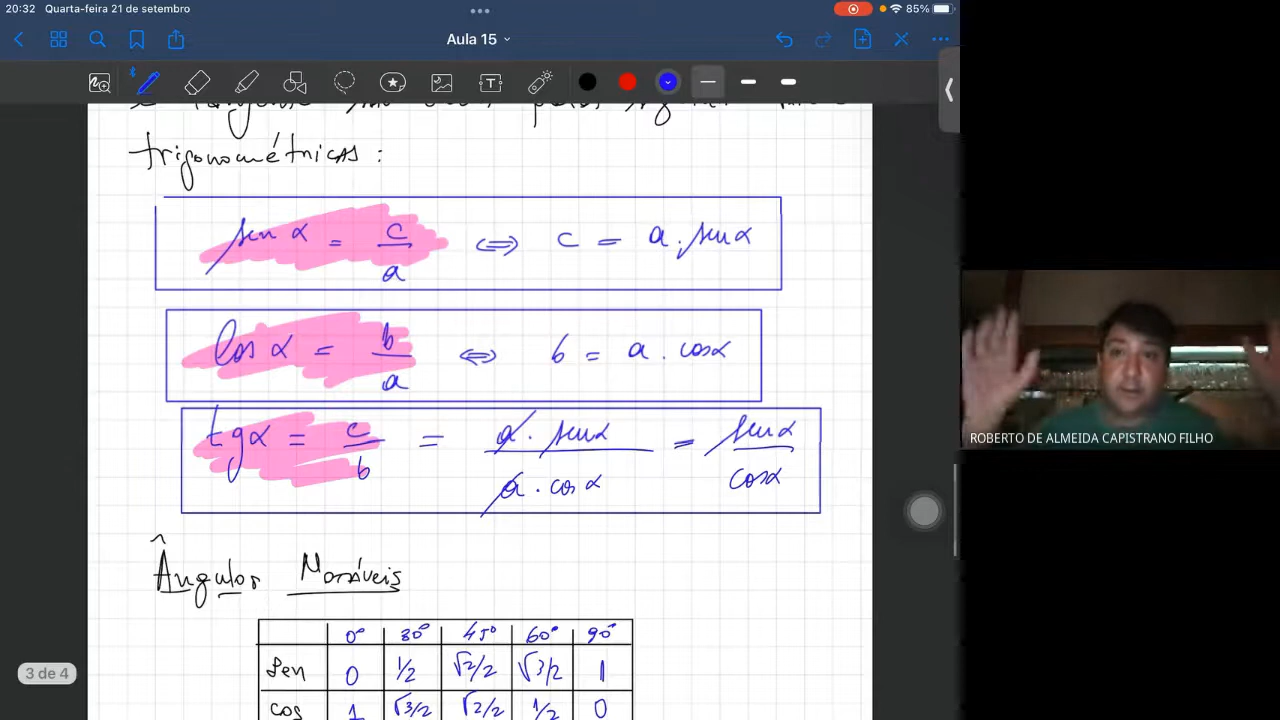 20:32 Quarta-feira 21 de setembro
85%
Aula 15
trigonométricas:
sen α = c/a ⇔ c = a . sen α
cos α = b/a ⇔ b = a . cos α
tg α = c/b = a . sen α / a . cos α = sen α / cos α
Ângulos Notáveis
0° 30° 45° 60° 90°
Sen 0 1/2 √2/2 √3/2 1
cos 1 √3/2 √2/2 1/2 0
3 de 4
ROBERTO DE ALMEIDA CAPISTRANO FILHO